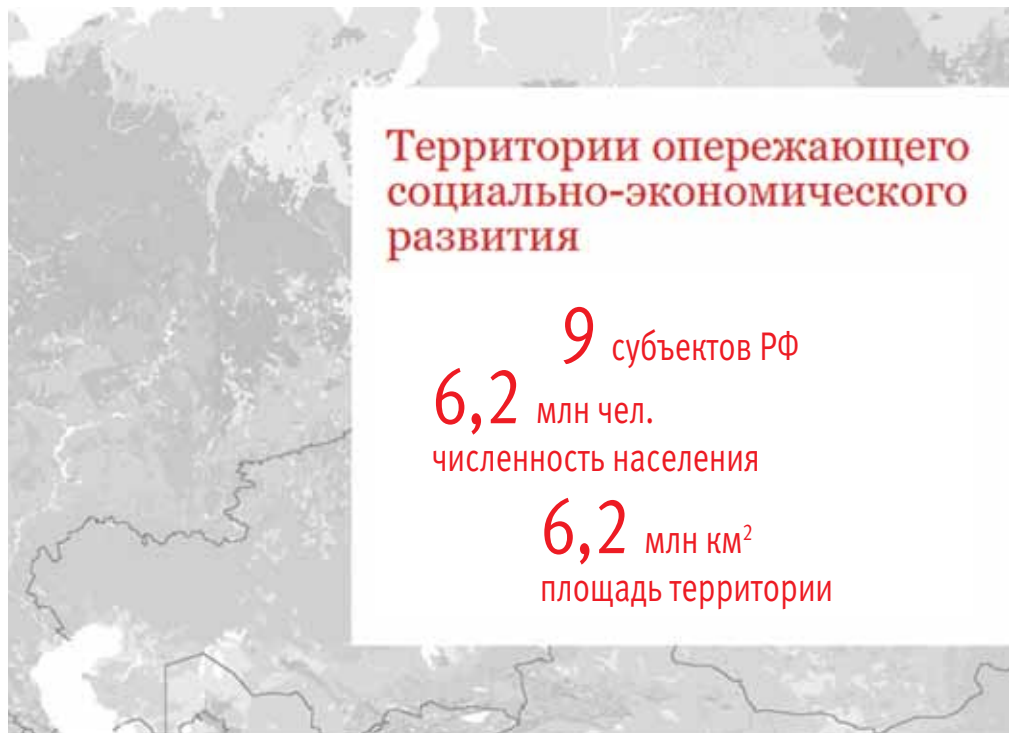 Территории опережающего
социально-экономического
развития
9 субъектов РФ
6,2 млн чел.
численность населения
6,2 млн км²
площадь территории